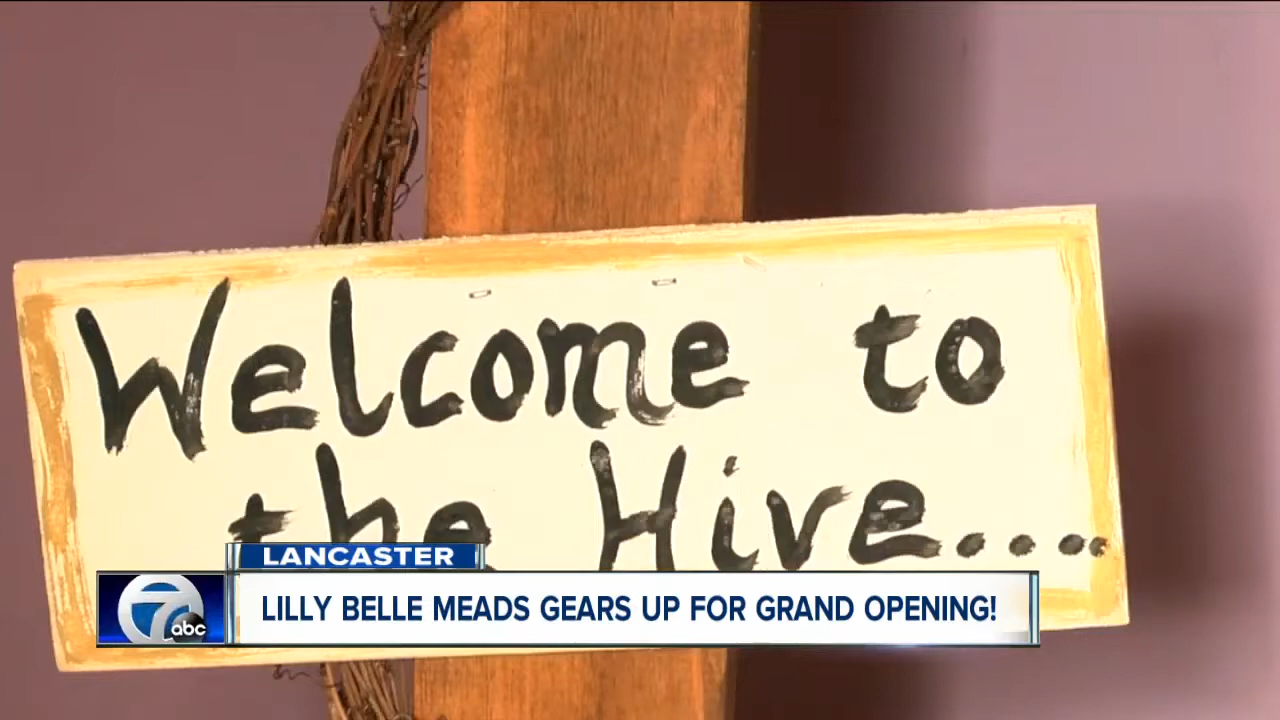 Welcome to
the Hive....
LANCASTER
7 abc
LILLY BELLE MEADS GEARS UP FOR GRAND OPENING!